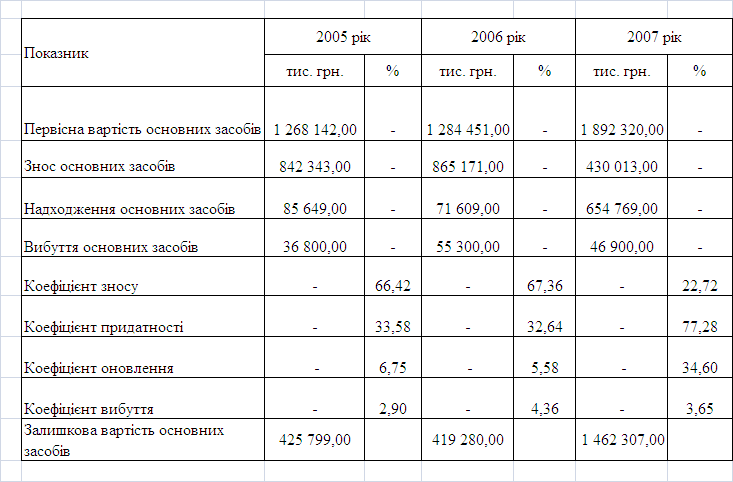 Показник 2005 рік 2006 рік 2007 рік
тис. грн. % тис. грн. % тис. грн. %
Первісна вартість основних засобів 1 268 142,00 - 1 284 451,00 - 1 892 320,00 -
Знос основних засобів 842 343,00 - 865 171,00 - 430 013,00 -
Надходження основних засобів 85 649,00 - 71 609,00 - 654 769,00 -
Вибуття основних засобів 36 800,00 - 55 300,00 - 46 900,00 -
Коефіцієнт зносу - 66,42 - 67,36 - 22,72
Коефіцієнт придатності - 33,58 - 32,64 - 77,28
Коефіцієнт оновлення - 6,75 - 5,58 - 34,60
Коефіцієнт вибуття - 2,90 - 4,36 - 3,65
Залишкова вартість основних
засобів 425 799,00 419 280,00 1 462 307,00